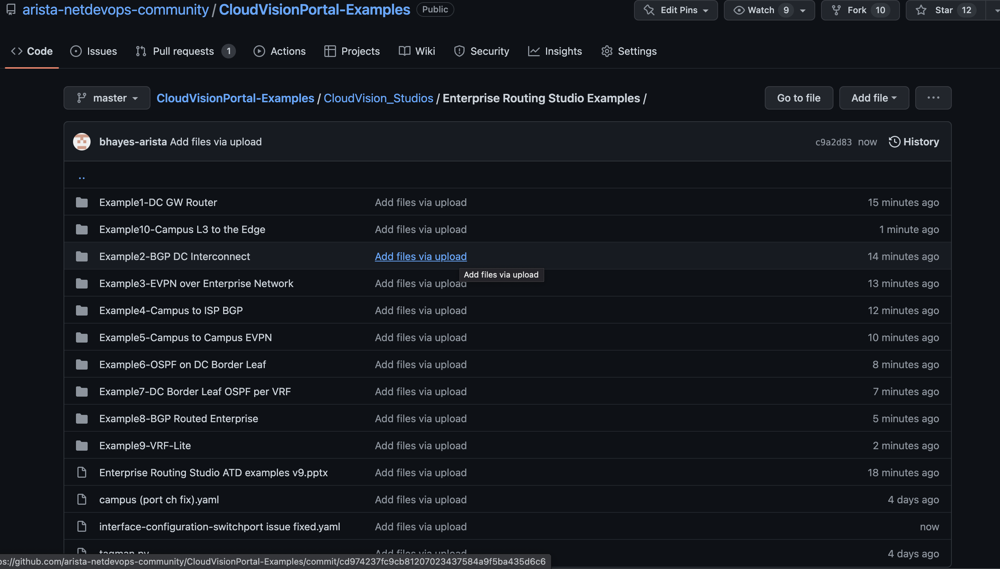 arista-netdevops-community / CloudVisionPortal-Examples Public Edit Pins Watch 9 Fork 10 Star 12
Code Issues Pull requests 1 Actions Projects Wiki Security Insights Settings
master CloudVisionPortal-Examples / CloudVision_Studios / Enterprise Routing Studio Examples / Go to file Add file ...
bhayes-arista Add files via upload c9a2d83 now History
..
Example1-DC GW Router Add files via upload 15 minutes ago
Example10-Campus L3 to the Edge Add files via upload 1 minute ago
Example2-BGP DC Interconnect Add files via upload 14 minutes ago
Add files via upload
Example3-EVPN over Enterprise Network Add files via upload 13 minutes ago
Example4-Campus to ISP BGP Add files via upload 12 minutes ago
Example5-Campus to Campus EVPN Add files via upload 10 minutes ago
Example6-OSPF on DC Border Leaf Add files via upload 8 minutes ago
Example7-DC Border Leaf OSPF per VRF Add files via upload 7 minutes ago
Example8-BGP Routed Enterprise Add files via upload 5 minutes ago
Example9-VRF-Lite Add files via upload 2 minutes ago
Enterprise Routing Studio ATD examples v9.pptx Add files via upload 18 minutes ago
campus (port ch fix).yaml Add files via upload 4 days ago
interface-configuration-switchport issue fixed.yaml Add files via upload now
tagman.py Add files via upload 4 days ago
ps://github.com/arista-netdevops-community/CloudVisionPortal-Examples/commit/cd974237fc9cb81207023437584a9f5ba435d6c6